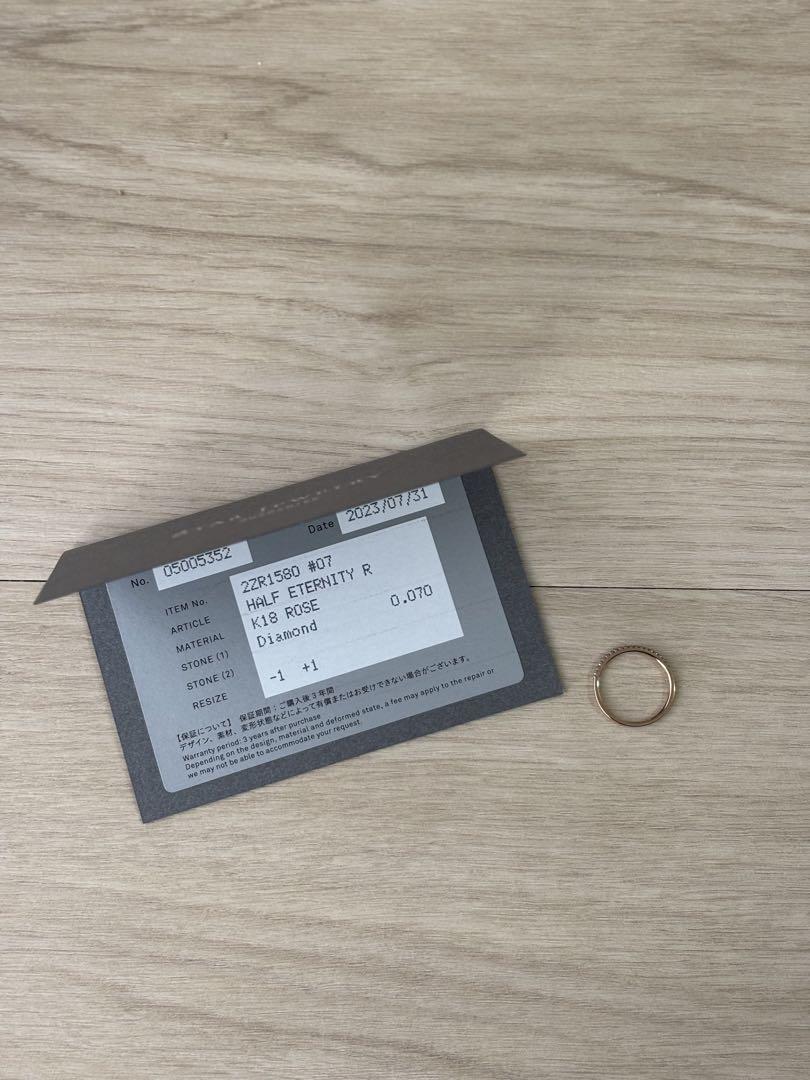 STAR JEWELRY
No. 05005352
Date 2023/07/31
ITEM No. 2ZR1580 #07
ARTICLE HALF ETERNITY R
MATERIAL K18 ROSE
STONE (1) Diamond 0.070
STONE (2)
RESIZE -1 +1
【保証について】 保証期間：ご購入後3年間
デザイン、素材、変形状態などによって有償またはお受けできない場合がございます。
Warranty period: 3 years after purchase
Depending on the design, material and deformed state, a fee may apply to the repair or
we may not be able to accommodate your request.